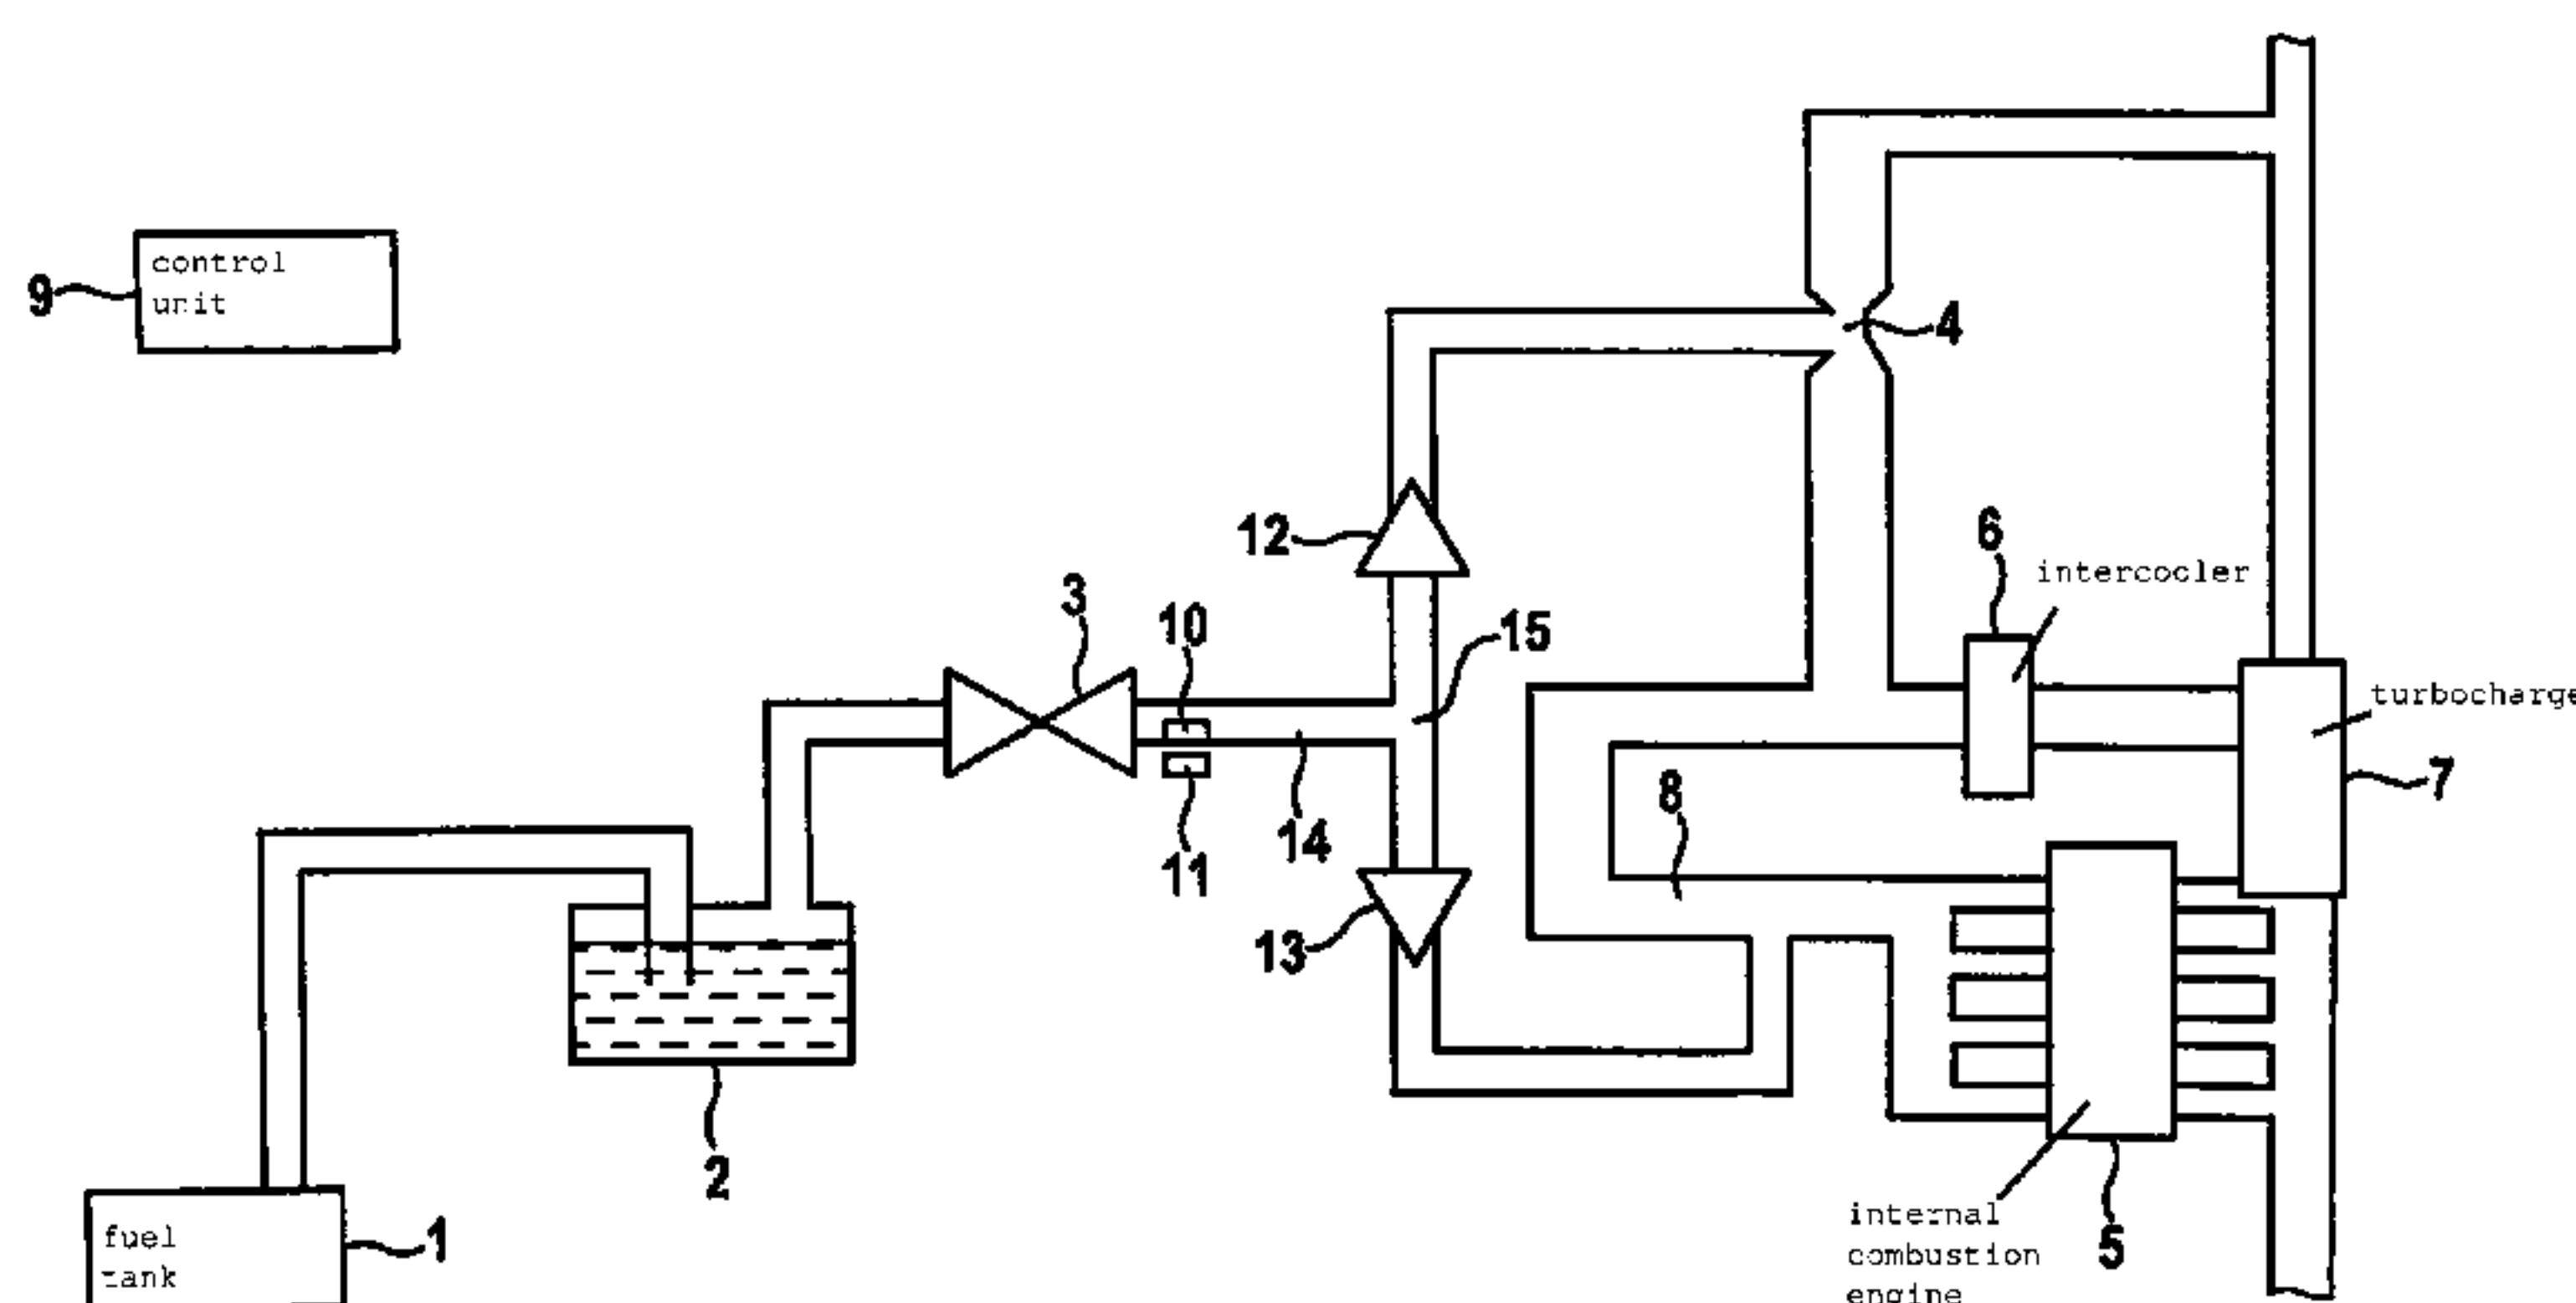 control
unit
9
4
12
6
intercooler
3
10
15
turbocharge
7
8
14
11
13
2
fuel
tank
1
internal
combustion
engine
5